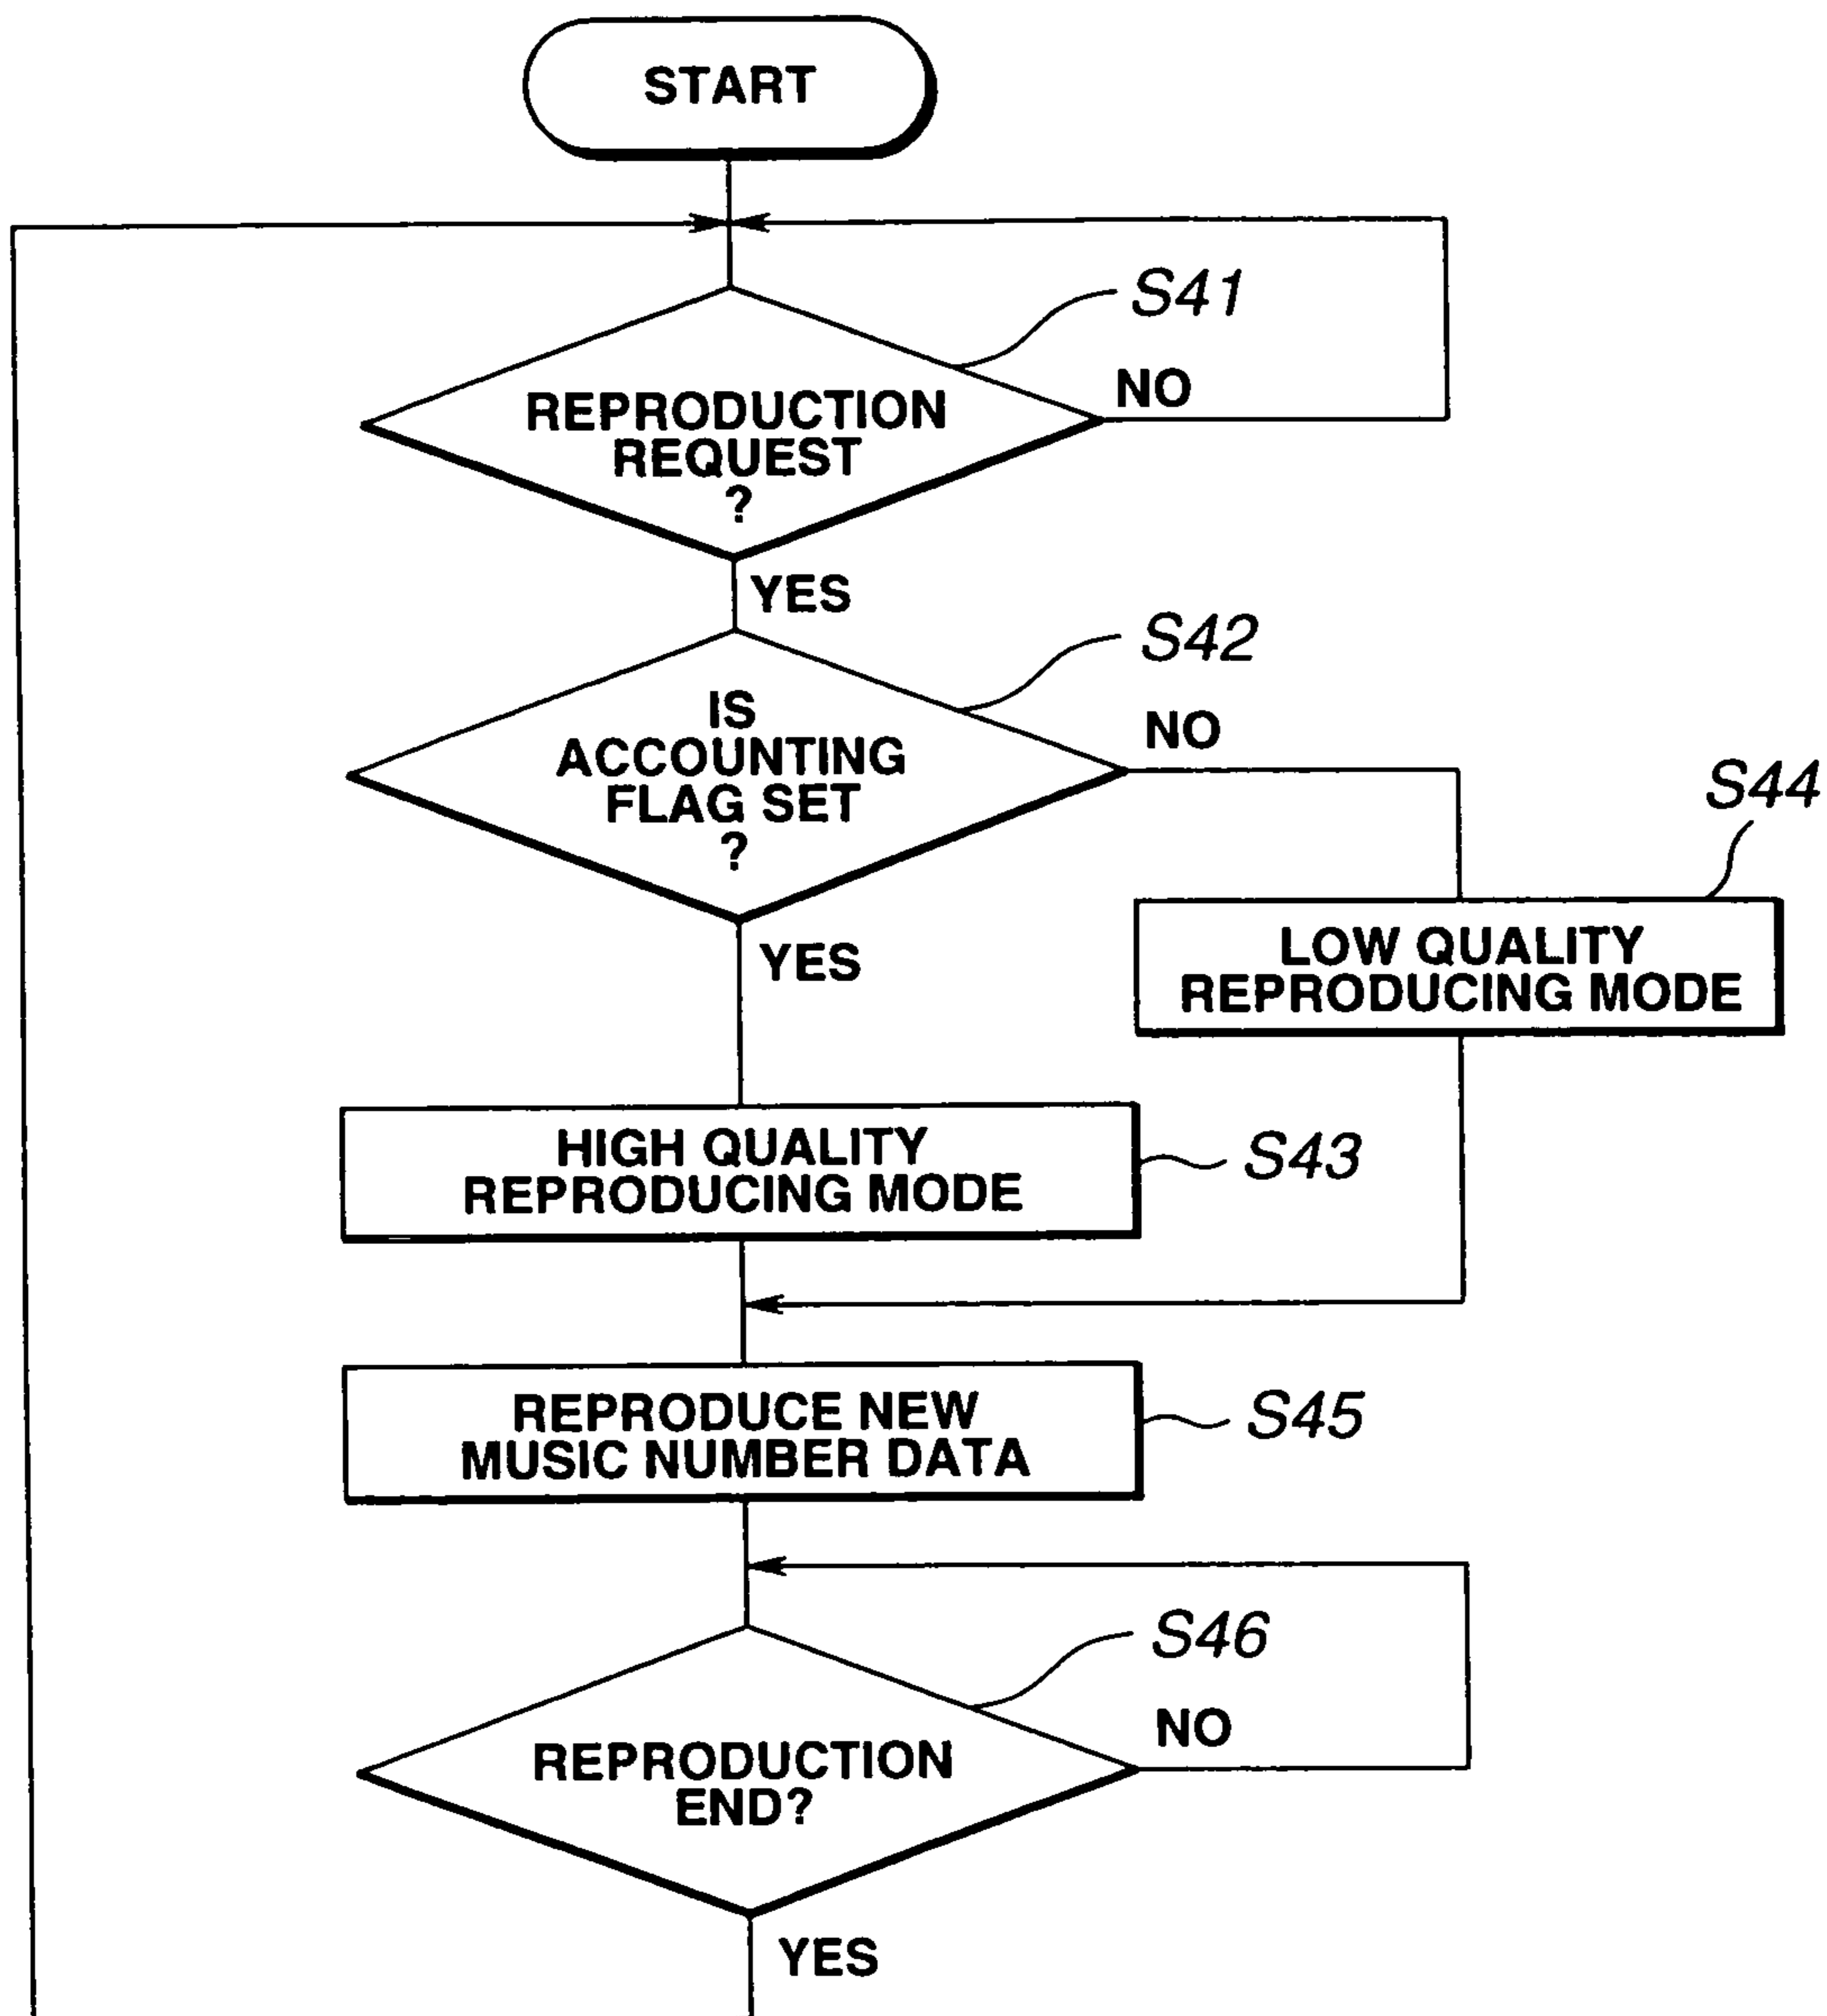 START
S41
NO
REPRODUCTION
REQUEST
?
YES
S42
IS
ACCOUNTING
FLAG SET
?
NO
S44
YES
LOW QUALITY
REPRODUCING MODE
HIGH QUALITY
REPRODUCING MODE
S43
REPRODUCE NEW
MUSIC NUMBER DATA
S45
S46
NO
REPRODUCTION
END?
YES